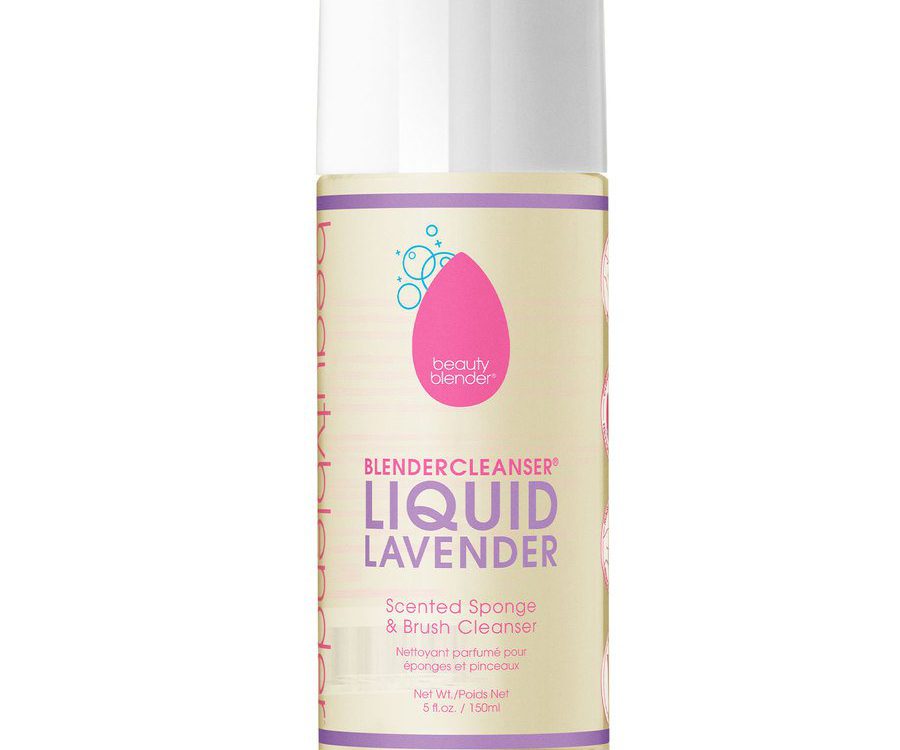 beauty
blender®
BLENDERCLEANSER®
LIQUID
LAVENDER
Scented Sponge
& Brush Cleanser
Nettoyant parfumé pour
éponges et pinceaux
Net Wt./Poids Net
5 fl.oz. / 150ml
beautyblender